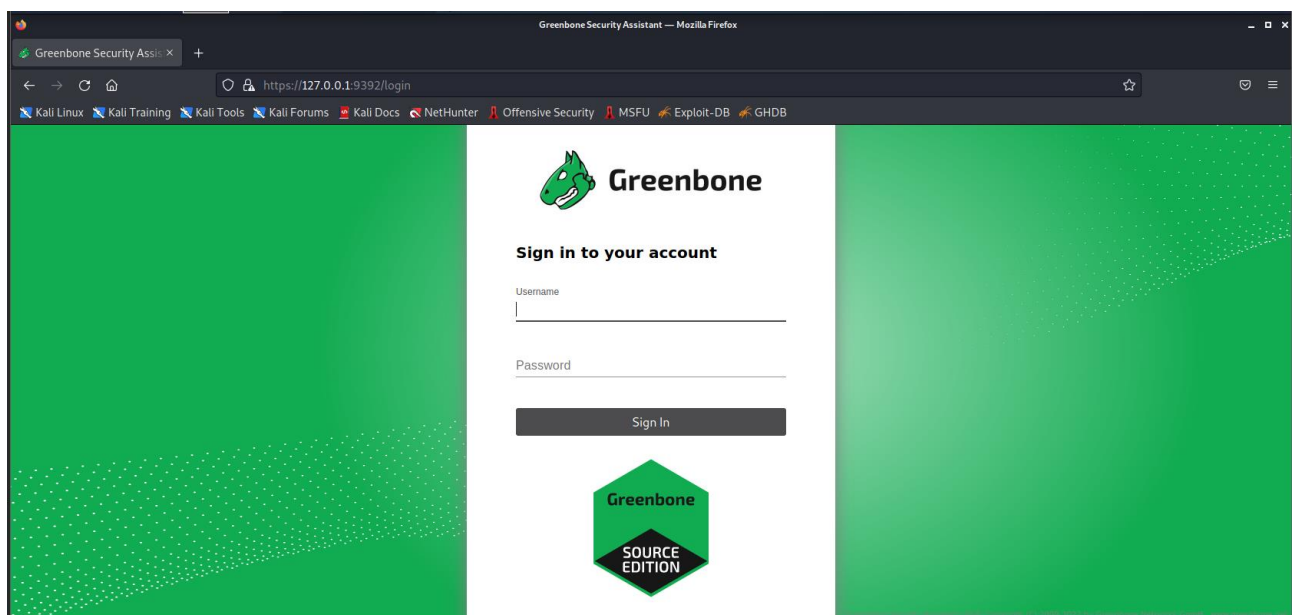 Greenbone Security Assistant — Mozilla Firefox
Greenbone Security Assis
https://127.0.0.1:9392/login
Kali Linux Kali Training Kali Tools Kali Forums Kali Docs NetHunter Offensive Security MSFU Exploit-DB GHDB
Greenbone
Sign in to your account
Username
Password
Sign In
Greenbone
SOURCE
EDITION